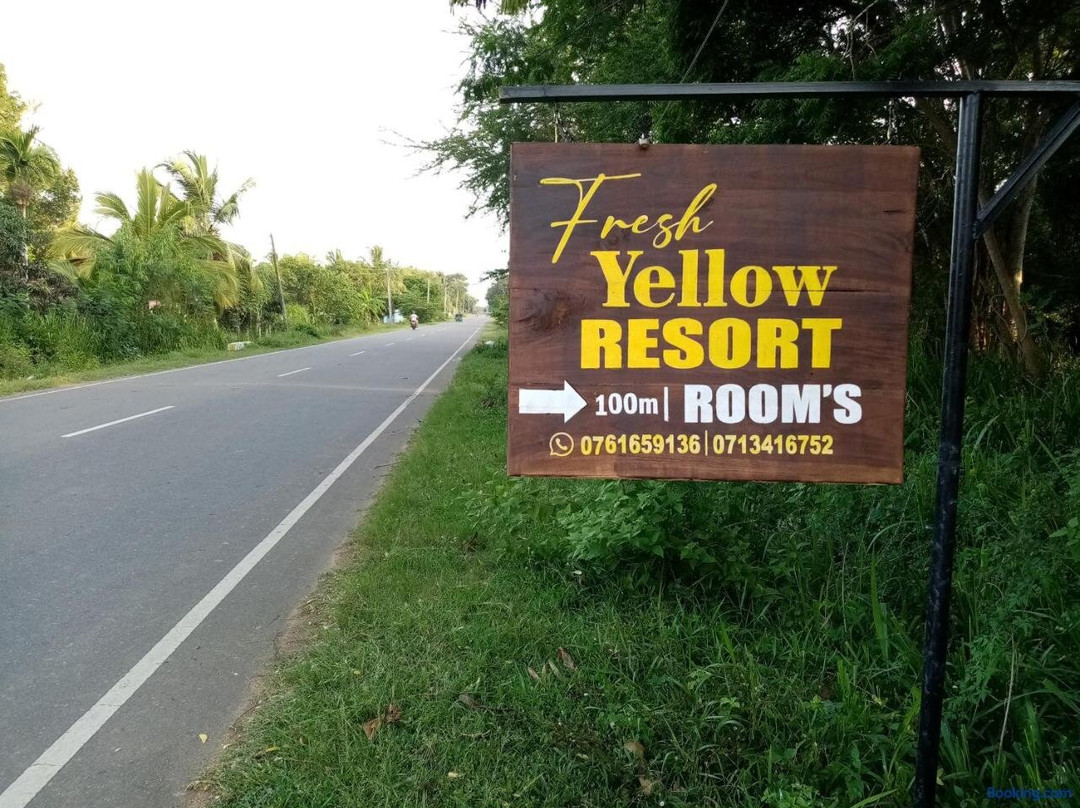 Fresh
Yellow
RESORT
100m| ROOM'S
0761659136|0713416752
Booking.com